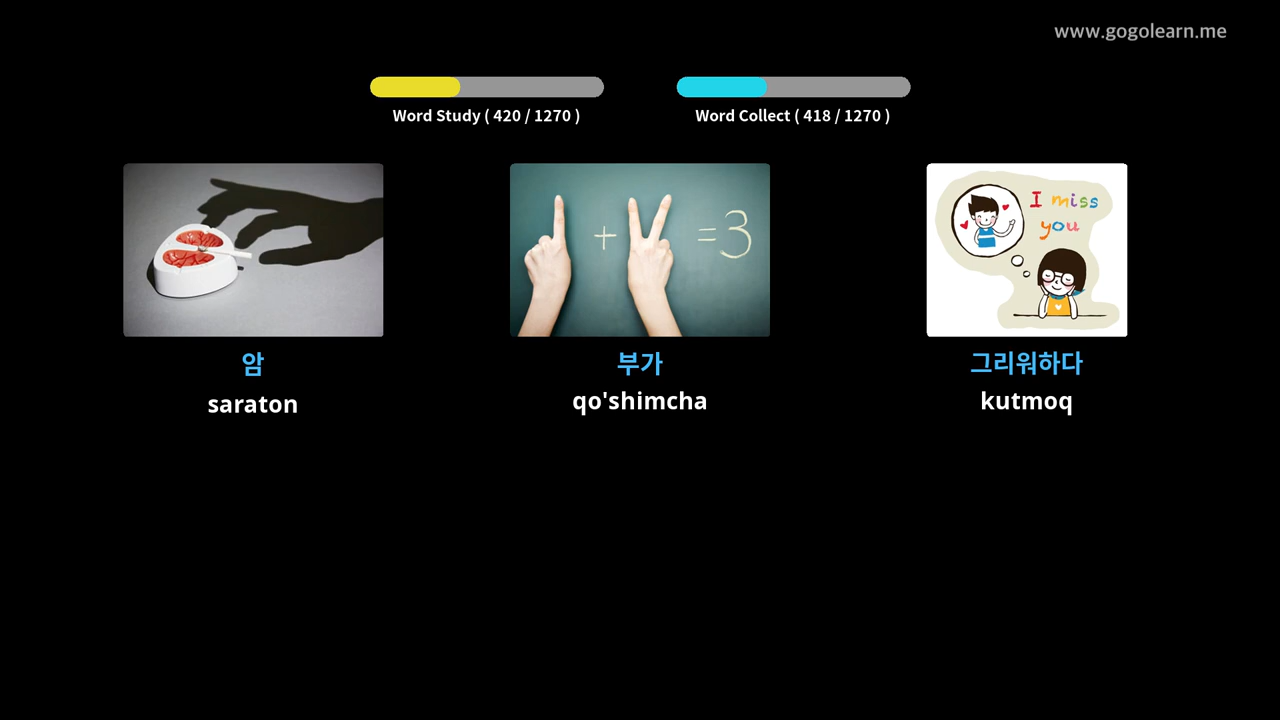 www.gogolearn.me
Word Study ( 420 / 1270 )
Word Collect ( 418 / 1270 )
+ =3
I miss
you
암
부가
그리워하다
saraton
qo'shimcha
kutmoq